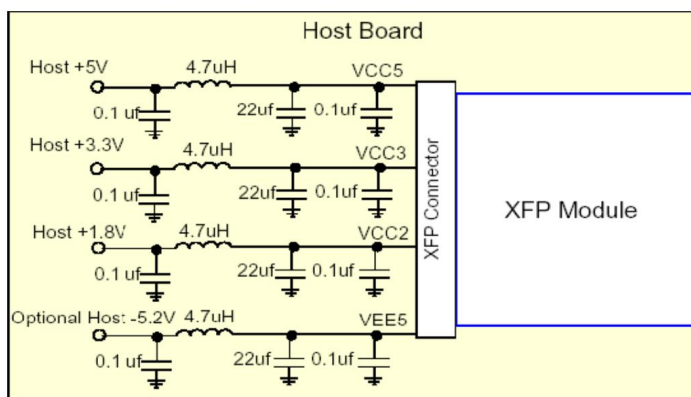 Host Board
Host +5V
4.7uH
VCC5
0.1 uf
22uf
0.1uf
Host +3.3V
4.7uH
VCC3
0.1 uf
22uf
0.1uf
Host +1.8V
4.7uH
VCC2
0.1 uf
22uf
0.1uf
Optional Host -5.2V
4.7uH
VEE5
0.1 uf
22uf
0.1uf
XFP Connector
XFP Module